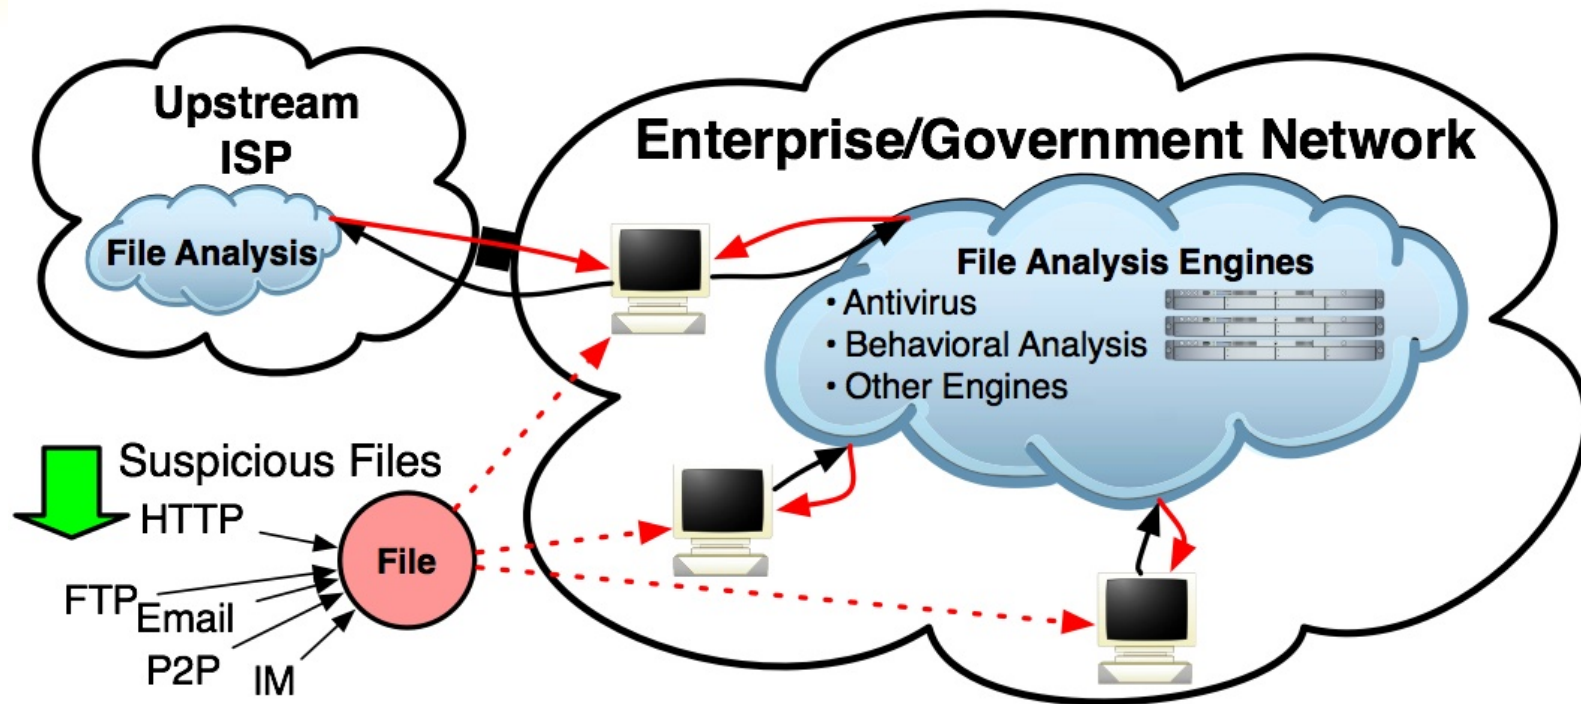 Upstream
ISP
File Analysis
Enterprise/Government Network
File Analysis Engines
• Antivirus
• Behavioral Analysis
• Other Engines
Suspicious Files
HTTP
FTP
Email
P2P
IM
File